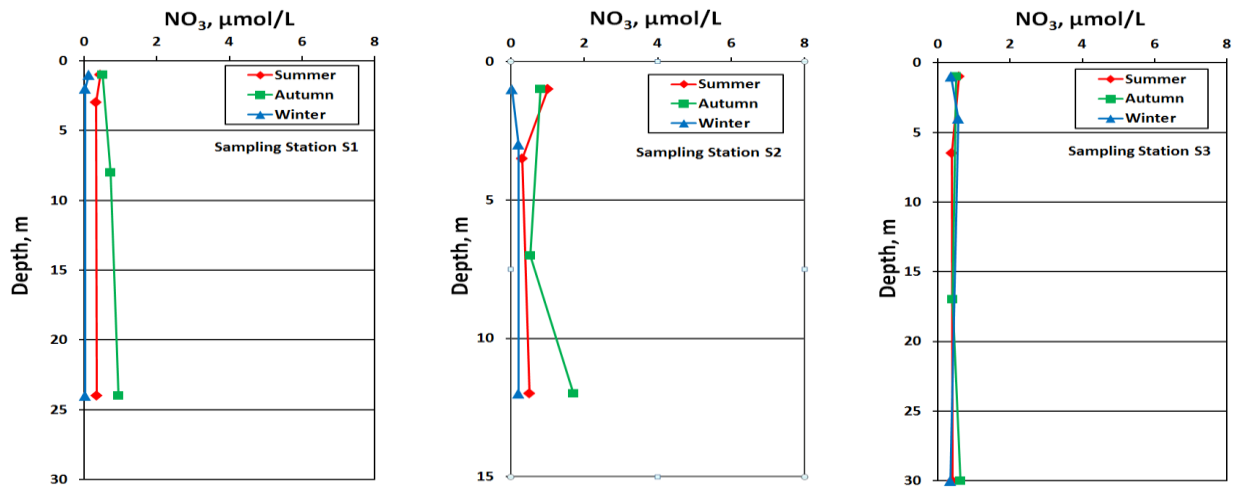 NO3, µmol/L
0 2 4 6 8
0
5
10
15
20
25
30
Depth, m
Summer
Autumn
Winter
Sampling Station S1
NO3, µmol/L
0 2 4 6 8
0
5
10
15
Depth, m
Summer
Autumn
Winter
Sampling Station S2
NO3, µmol/L
0 2 4 6 8
0
5
10
15
20
25
30
Depth, m
Summer
Autumn
Winter
Sampling Station S3